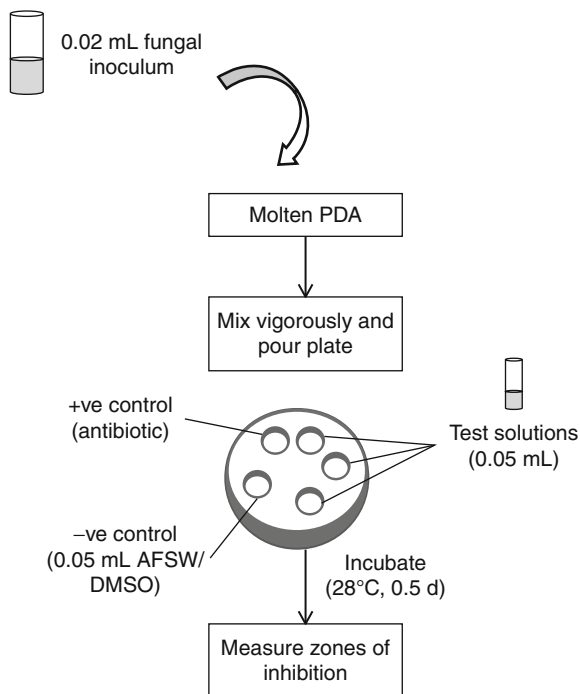 0.02 mL fungal
inoculum
Molten PDA
Mix vigorously and
pour plate
+ve control
(antibiotic)
Test solutions
(0.05 mL)
–ve control
(0.05 mL AFSW/
DMSO)
Incubate
(28°C, 0.5 d)
Measure zones of
inhibition